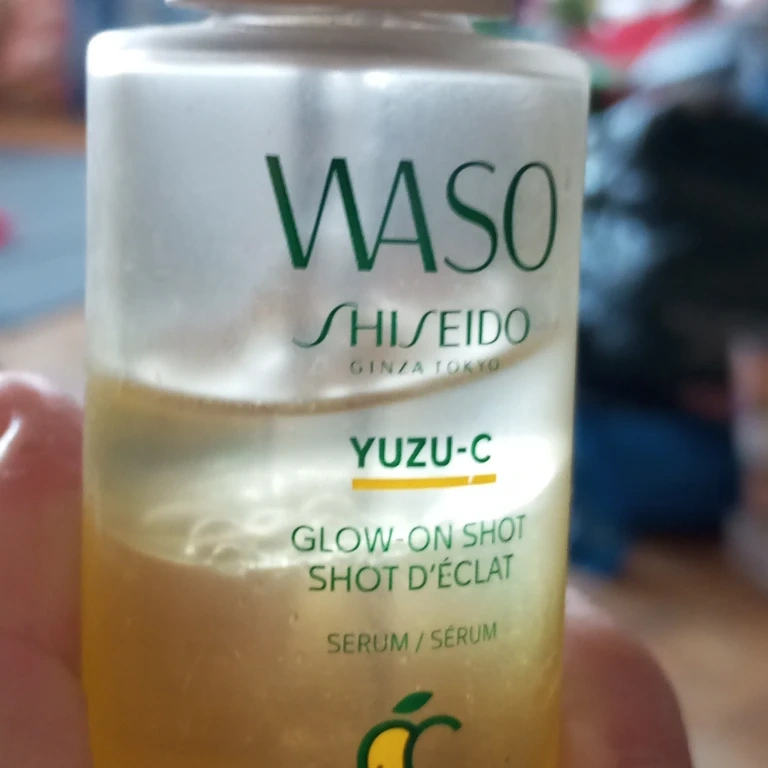 WASO
SHISEIDO
GINZA TOKYO
YUZU-C
GLOW-ON SHOT
SHOT D'ÉCLAT
SERUM / SÉRUM